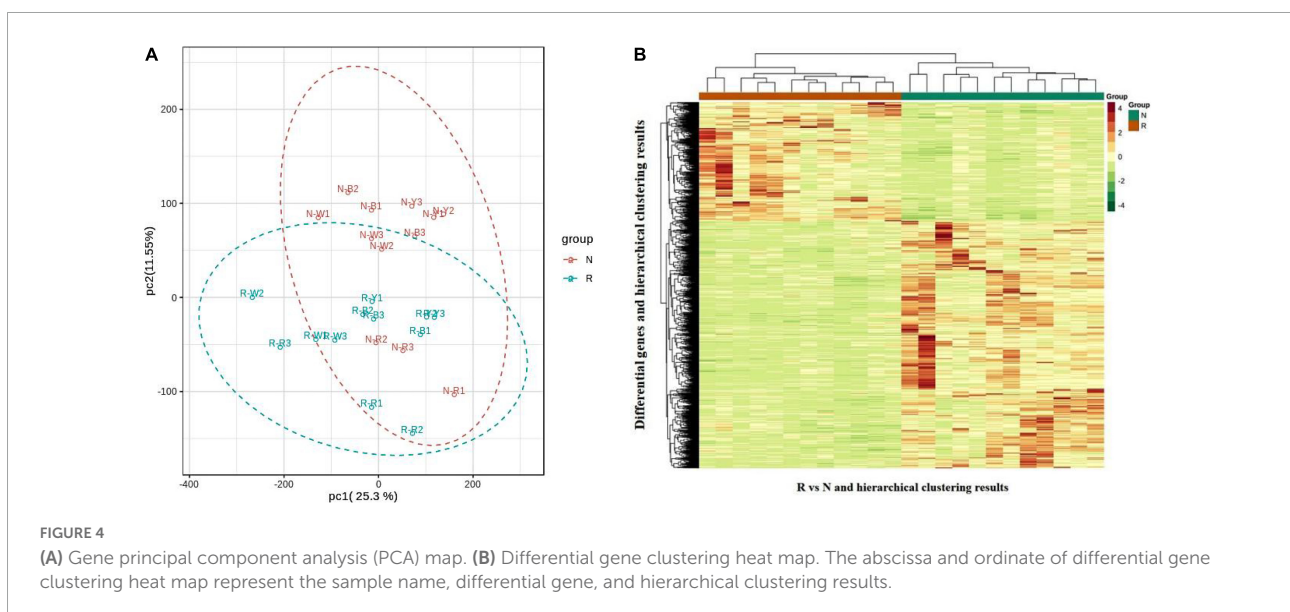 A
B
200
100
0
-100
-400
-200
0
200
pc2(11.55%)
pc1( 25.3 %)
N-B2
N-B1
N-W1
N-Y3
N-Y2
N-Y1
N-B3
N-W3
N-W2
R-W2
R-Y1
R-B2
R-B3
R-Y3
R-B1
R-W1
R-W3
R-R3
N-R2
N-R3
N-R1
R-R1
R-R2
group
N
R
Differential genes and hierarchical clustering results
R vs N and hierarchical clustering results
Group
4
2
0
-2
-4
Group
N
R
FIGURE 4
(A) Gene principal component analysis (PCA) map. (B) Differential gene clustering heat map. The abscissa and ordinate of differential gene
clustering heat map represent the sample name, differential gene, and hierarchical clustering results.